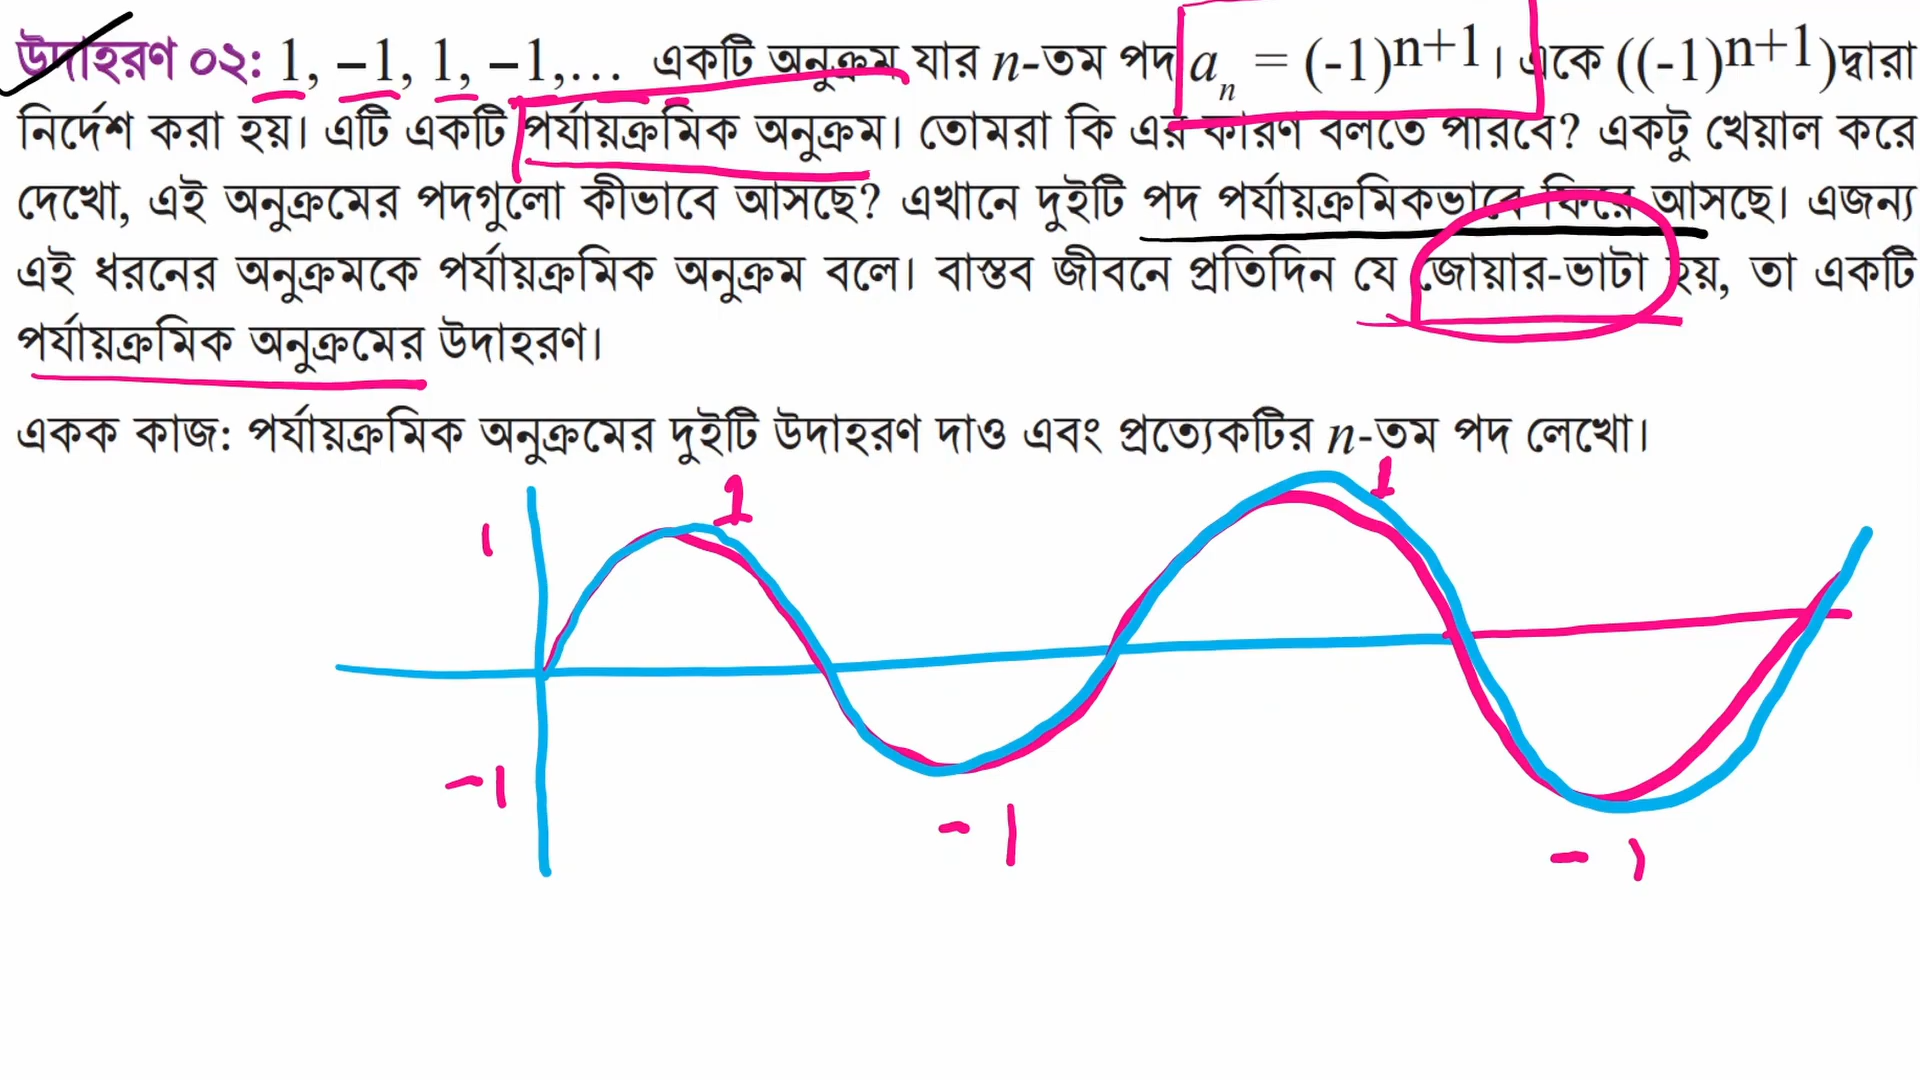 উদাহরণ ০২: 1, –1, 1, –1,... একটি অনুক্রম যার n-তম পদ aₙ = (-1)ⁿ⁺¹। একে ((-1)ⁿ⁺¹)দ্বারা
নির্দেশ করা হয়। এটি একটি পর্যায়ক্রমিক অনুক্রম। তোমরা কি এর কারণ বলতে পারবে? একটু খেয়াল করে
দেখো, এই অনুক্রমের পদগুলো কীভাবে আসছে? এখানে দুইটি পদ পর্যায়ক্রমিকভাবে ফিরে আসছে। এজন্য
এই ধরনের অনুক্রমকে পর্যায়ক্রমিক অনুক্রম বলে। বাস্তব জীবনে প্রতিদিন যে জোয়ার-ভাটা হয়, তা একটি
পর্যায়ক্রমিক অনুক্রমের উদাহরণ।
একক কাজ: পর্যায়ক্রমিক অনুক্রমের দুইটি উদাহরণ দাও এবং প্রত্যেকটির n-তম পদ লেখো।
1 1 1
-1 -1 -1